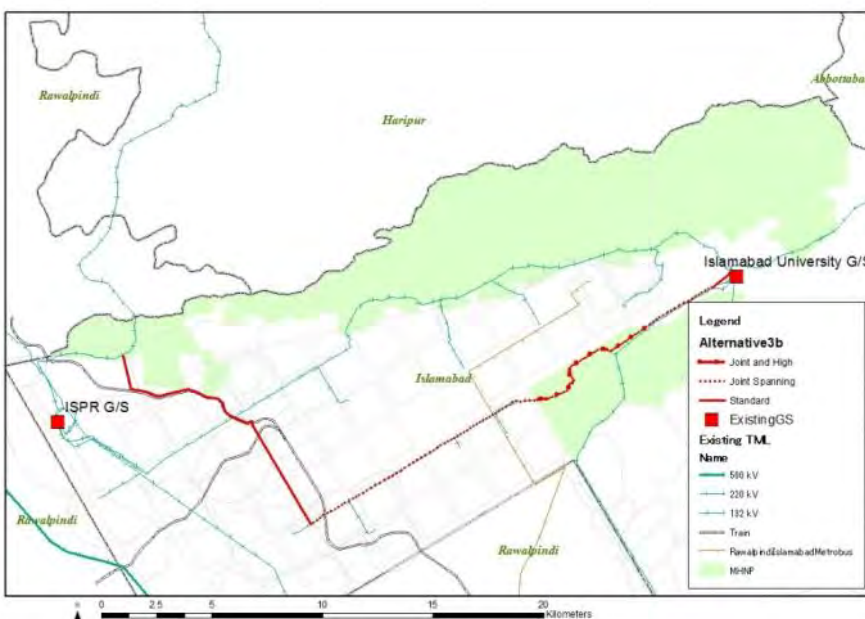 Rawalpindi
Haripur
Abbottabad
Islamabad University G/S
ISPR G/S
Islamabad
Rawalpindi
Rawalpindi
Legend
Alternative3b
Joint and High
Joint Spanning
Standard
ExistingGS
Existing TML
Name
500 kV
220 kV
132 kV
Train
RawalpindiIslamabadMetrobus
MHNP
0 2.5 5 10 15 20
Kilometers